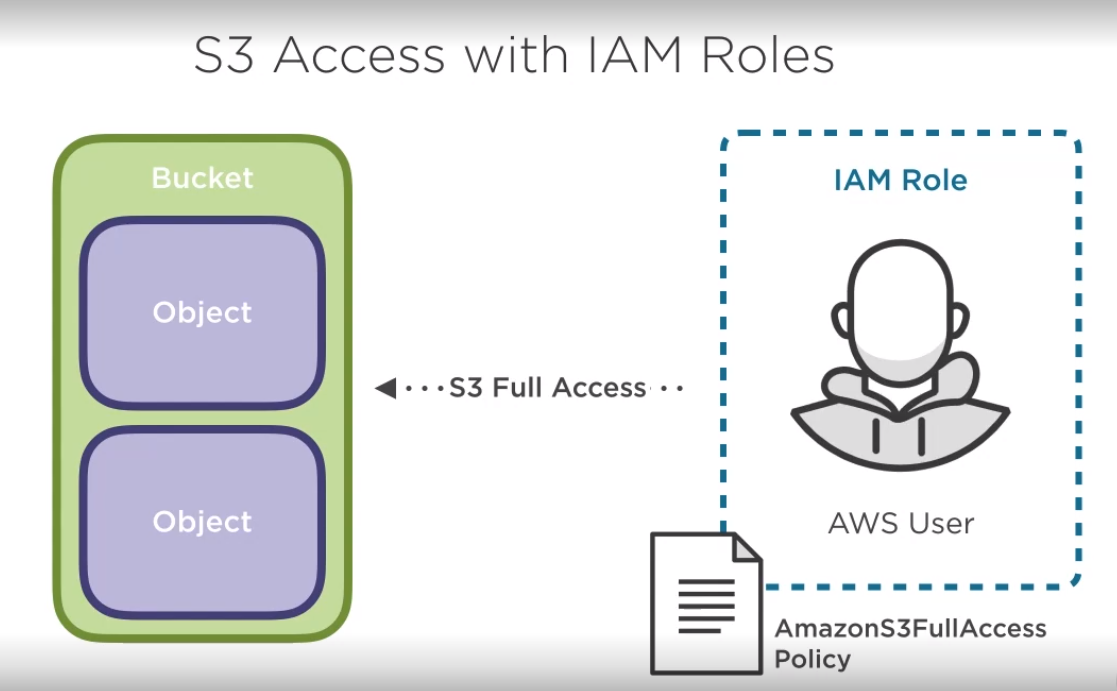 S3 Access with IAM Roles
Bucket
Object
Object
S3 Full Access
IAM Role
AWS User
AmazonS3FullAccess
Policy